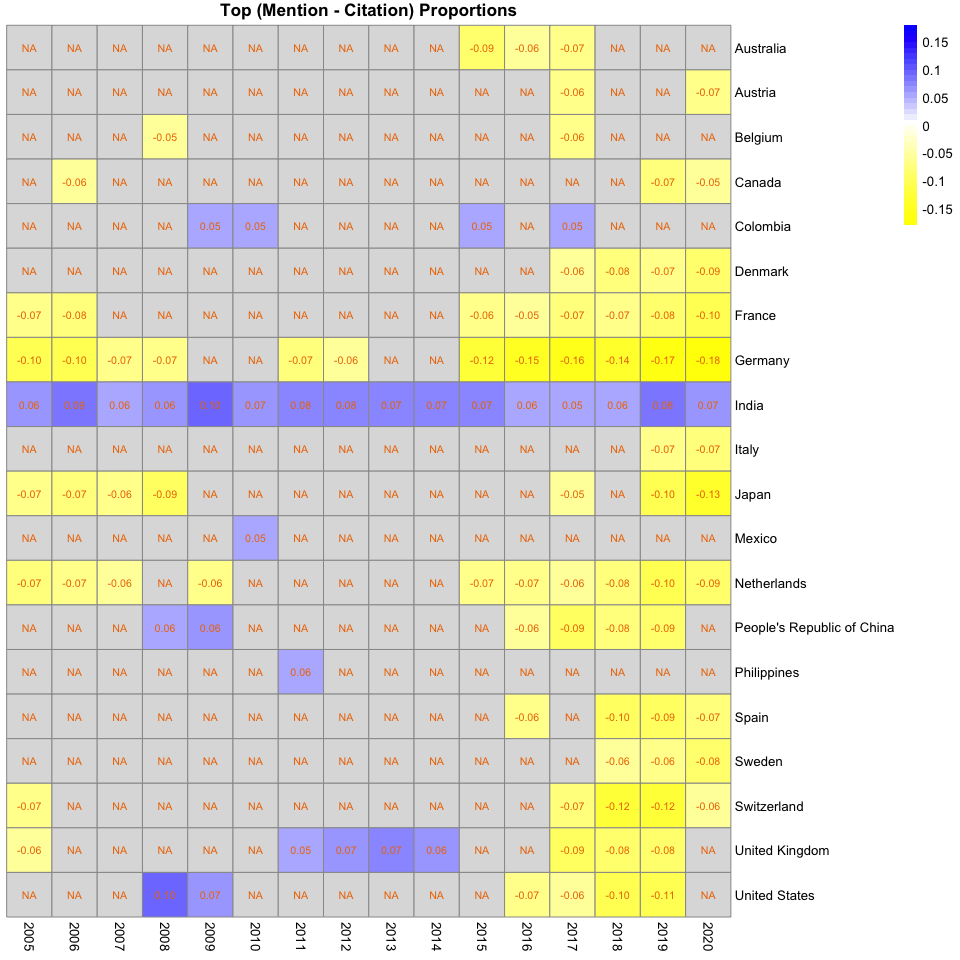 Top (Mention - Citation) Proportions
NA NA NA NA NA NA NA NA NA NA -0.09 -0.06 -0.07 NA NA NA Australia
NA NA NA NA NA NA NA NA NA NA NA NA -0.06 NA NA -0.07 Austria
NA NA NA -0.05 NA NA NA NA NA NA NA NA -0.06 NA NA NA Belgium
NA -0.06 NA NA NA NA NA NA NA NA NA NA NA NA -0.07 -0.05 Canada
NA NA NA NA 0.05 0.05 NA NA NA NA 0.05 NA 0.05 NA NA NA Colombia
NA NA NA NA NA NA NA NA NA NA NA NA -0.06 -0.08 -0.07 -0.09 Denmark
-0.07 -0.08 NA NA NA NA NA NA NA NA -0.06 -0.05 -0.07 -0.07 -0.08 -0.10 France
-0.10 -0.10 -0.07 -0.07 NA NA -0.07 -0.06 NA NA -0.12 -0.15 -0.16 -0.14 -0.17 -0.18 Germany
0.06 0.06 0.06 0.07 0.07 0.07 0.07 0.06 0.05 0.06 0.07 India
NA NA NA NA NA NA NA NA NA NA NA NA NA NA -0.07 -0.07 Italy
-0.07 -0.07 -0.06 -0.09 NA NA NA NA NA NA NA NA -0.05 NA -0.10 -0.13 Japan
NA NA NA NA NA 0.05 NA NA NA NA NA NA NA NA NA NA Mexico
-0.07 -0.07 -0.06 NA -0.06 NA NA NA NA NA -0.07 -0.07 -0.06 -0.08 -0.10 -0.09 Netherlands
NA NA NA 0.06 0.06 NA NA NA NA NA NA -0.06 -0.09 -0.08 -0.09 NA People's Republic of China
NA NA NA NA NA NA 0.06 NA NA NA NA NA NA NA NA NA Philippines
NA NA NA NA NA NA NA NA NA NA NA -0.06 NA -0.10 -0.09 -0.07 Spain
NA NA NA NA NA NA NA NA NA NA NA NA NA -0.06 -0.06 -0.08 Sweden
-0.07 NA NA NA NA NA NA NA NA NA NA NA -0.07 -0.12 -0.12 -0.06 Switzerland
-0.06 NA NA NA NA NA 0.05 0.07 0.07 0.06 NA NA -0.09 -0.08 -0.08 NA United Kingdom
NA NA NA 0.10 0.07 NA NA NA NA NA NA -0.07 -0.06 -0.10 -0.11 NA United States
2005 2006 2007 2008 2009 2010 2011 2012 2013 2014 2015 2016 2017 2018 2019 2020
0.15
0.1
0.05
0
-0.05
-0.1
-0.15